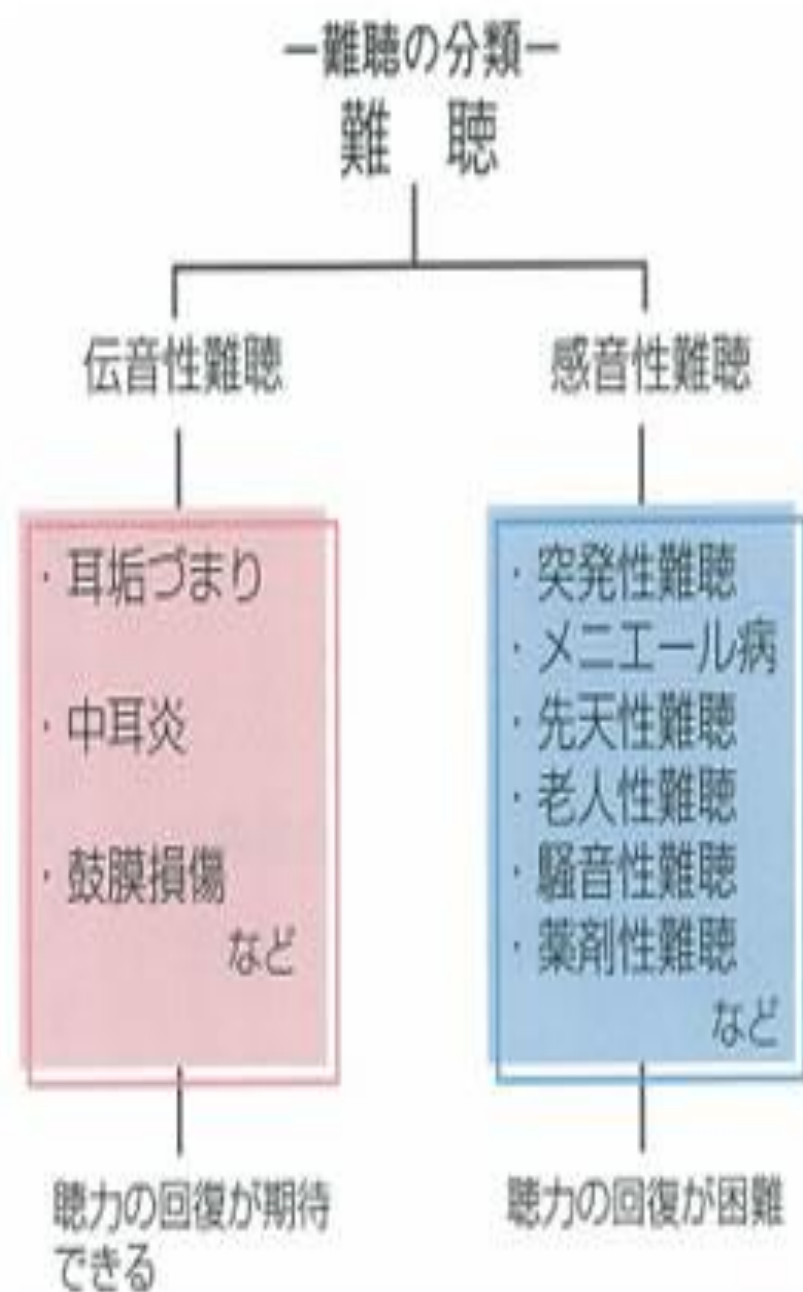 ー難聴の分類ー
難 聴
伝音性難聴
・耳垢づまり
・中耳炎
・鼓膜損傷
など
聴力の回復が期待
できる
感音性難聴
・突発性難聴
・メニエール病
・先天性難聴
・老人性難聴
・騒音性難聴
・薬剤性難聴
など
聴力の回復が困難